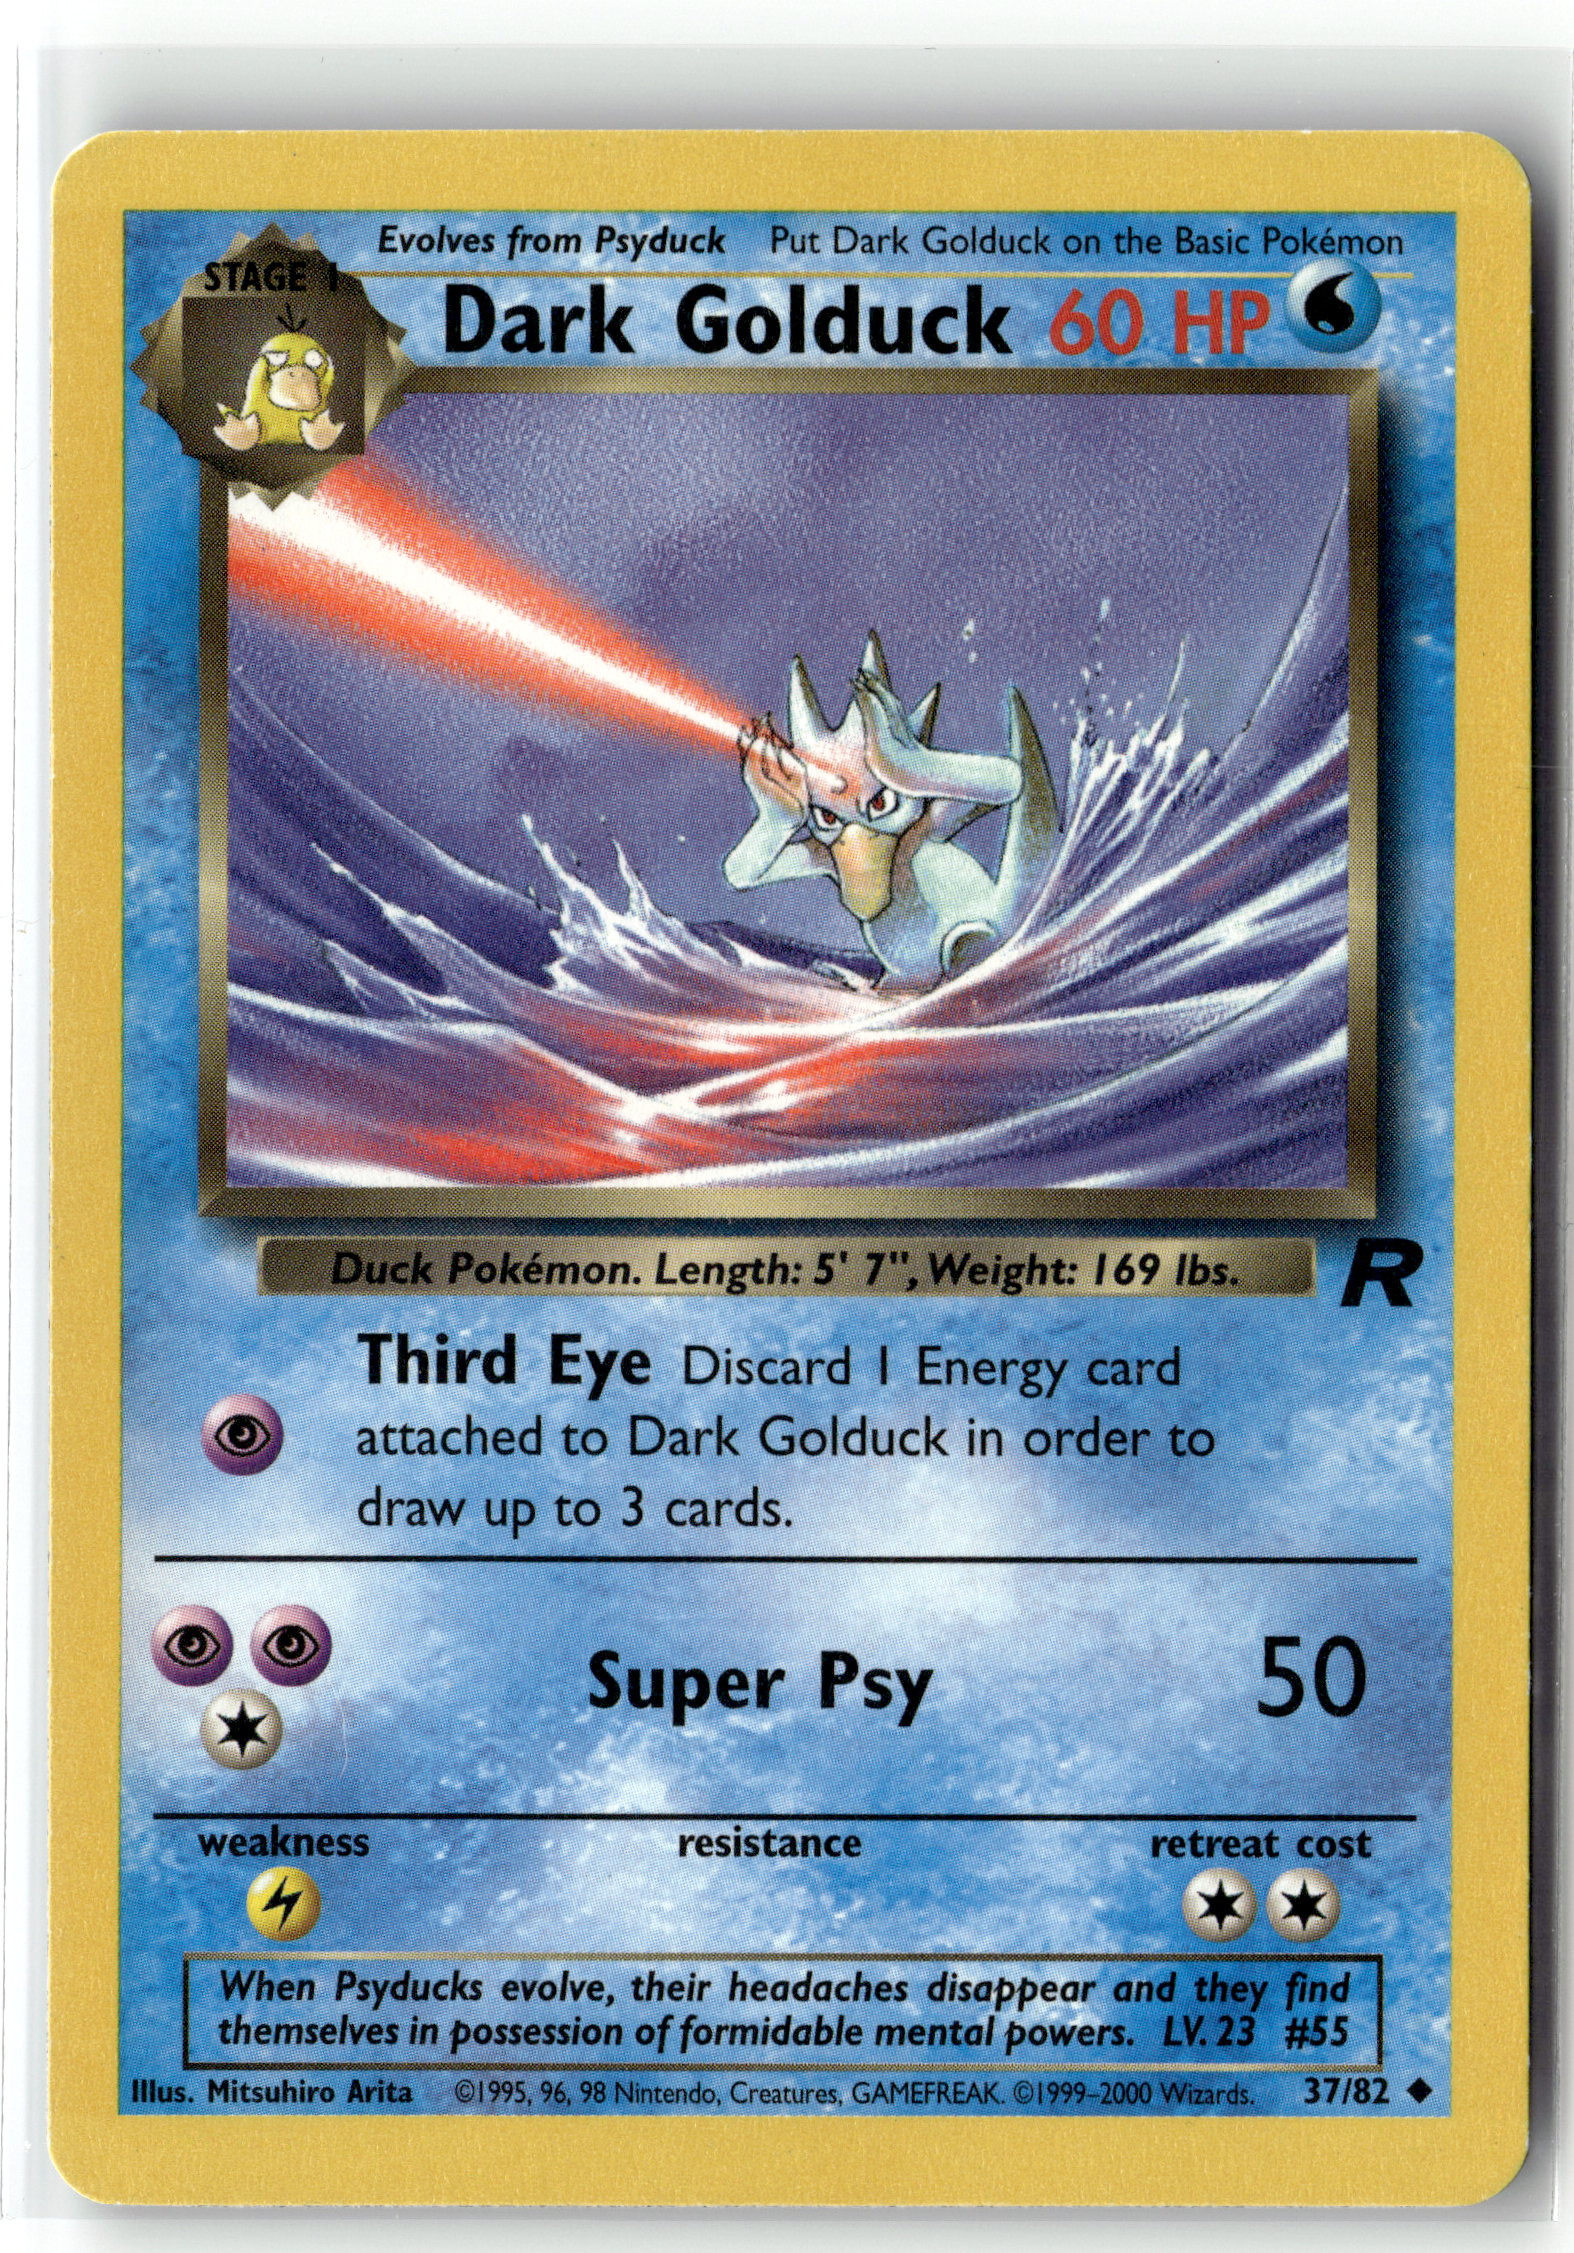 Evolves from Psyduck Put Dark Golduck on the Basic Pokémon
STAGE 1
Dark Golduck 60 HP
Duck Pokémon. Length: 5' 7", Weight: 169 lbs.
R
Third Eye Discard 1 Energy card
attached to Dark Golduck in order to
draw up to 3 cards.
Super Psy 50
weakness resistance retreat cost
When Psyducks evolve, their headaches disappear and they find
themselves in possession of formidable mental powers. LV. 23 #55
Illus. Mitsuhiro Arita ©1995, 96, 98 Nintendo, Creatures, GAMEFREAK. ©1999–2000 Wizards. 37/82